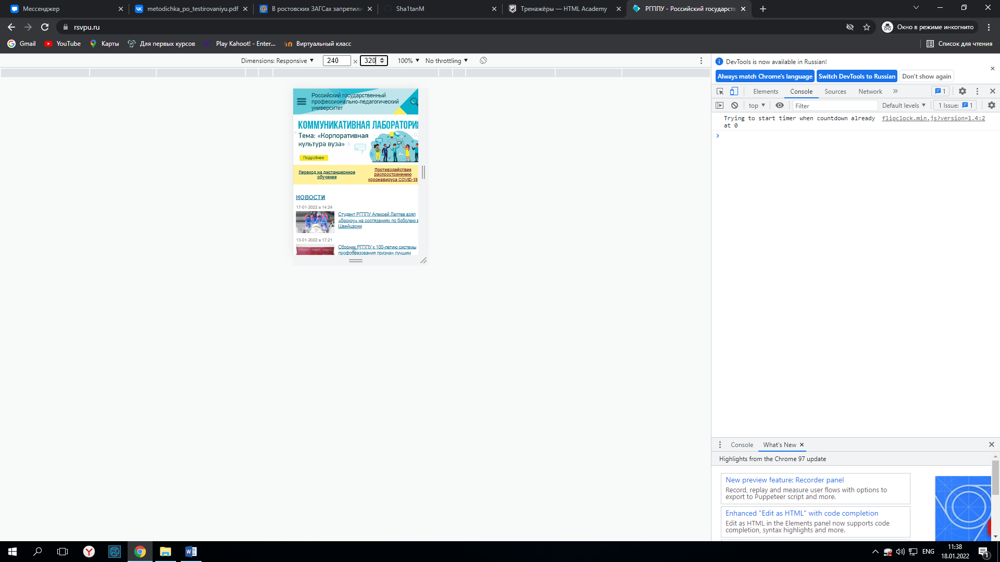 Мессенджер
metodichka_po_testirovaniyu.pdf
В ростовских ЗАГСах запретили
Sha1tanM
Тренажёры — HTML Academy
РГППУ - Российский государств
rsvpu.ru
Окно в режиме инкогнито
Gmail
YouTube
Карты
Для первых курсов
Play Kahoot! - Enter...
Виртуальный класс
Список для чтения
Dimensions: Responsive
240 × 320
100%
No throttling
Российский государственный
профессионально-педагогический
университет
КОММУНИКАТИВНАЯ ЛАБОРАТОРИЯ
Тема: «Корпоративная
культура вуза»
Подробнее
Переход на дистанционное
обучение
Противодействие
распространению
коронавируса COVID-19
НОВОСТИ
17-01-2022 в 14:24
Студент РГППУ Алексей Лаптев взял
«бронзу» на состязаниях по бобслею в
Швейцарии
13-01-2022 в 17:21
Сборник РГППУ к 100-летию системы
профобразования признан лучшим
DevTools is now available in Russian!
Always match Chrome's language
Switch DevTools to Russian
Don't show again
Elements
Console
Sources
Network
1
top
Filter
Default levels
1 Issue: 1
Trying to start timer when countdown already
at 0
flipclock.min.js?version=1.4:2
Console
What's New
Highlights from the Chrome 97 update
New preview feature: Recorder panel
Record, replay and measure user flows with options to
export to Puppeteer script and more.
Enhanced "Edit as HTML" with code completion
Edit as HTML in the Elements panel now supports code
completion, syntax highlights and more.
ENG
11:38
18.01.2022
1